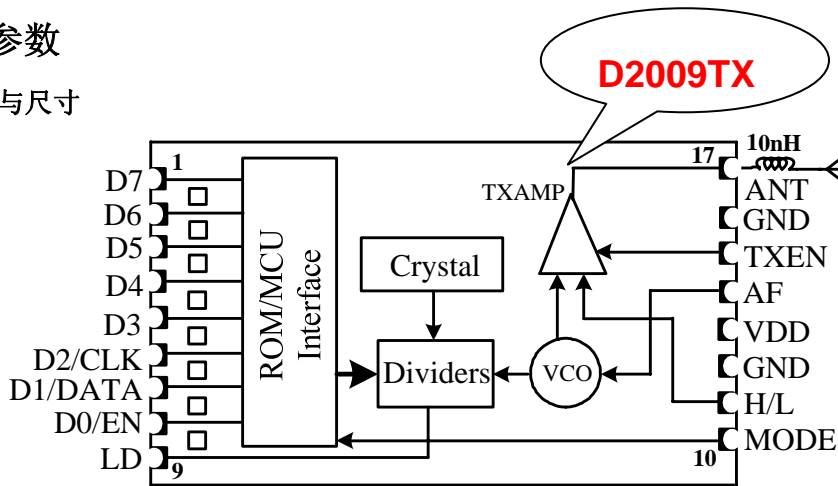 参数
与尺寸
D2009TX
1
17
10nH
D7
D6
D5
D4
D3
D2/CLK
D1/DATA
D0/EN
LD
9
ROM/MCU
Interface
Crystal
Dividers
VCO
TXAMP
ANT
GND
TXEN
AF
VDD
GND
H/L
MODE
10